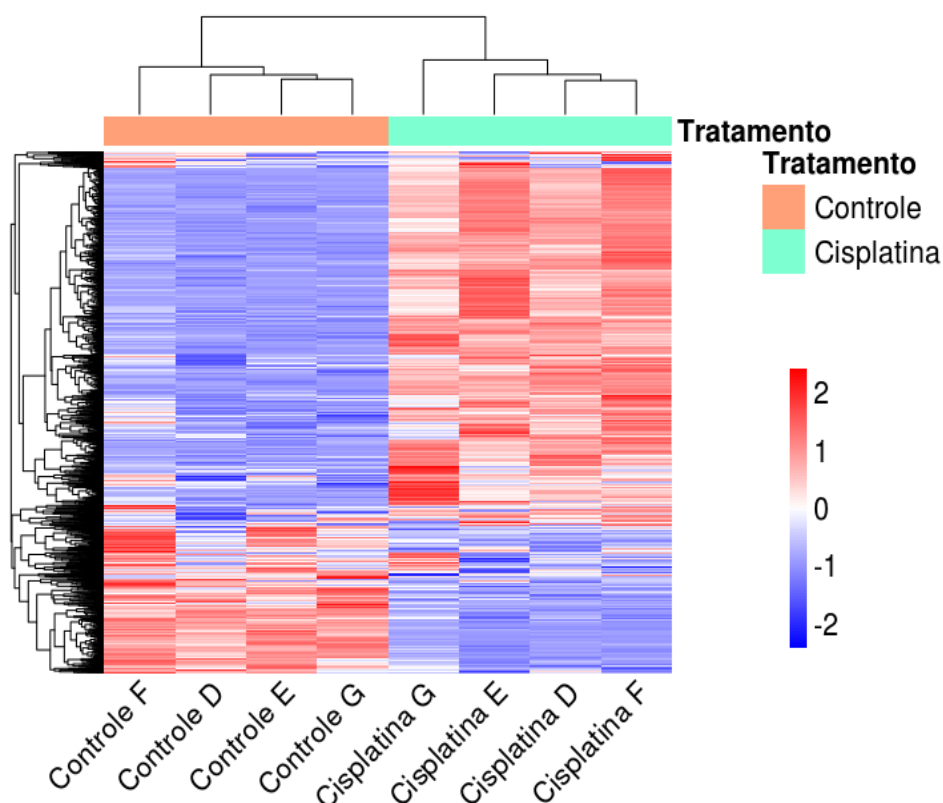 Tratamento
Tratamento
Controle
Cisplatina
2
1
0
-1
-2
Controle F
Controle D
Controle E
Controle G
Cisplatina G
Cisplatina E
Cisplatina D
Cisplatina F